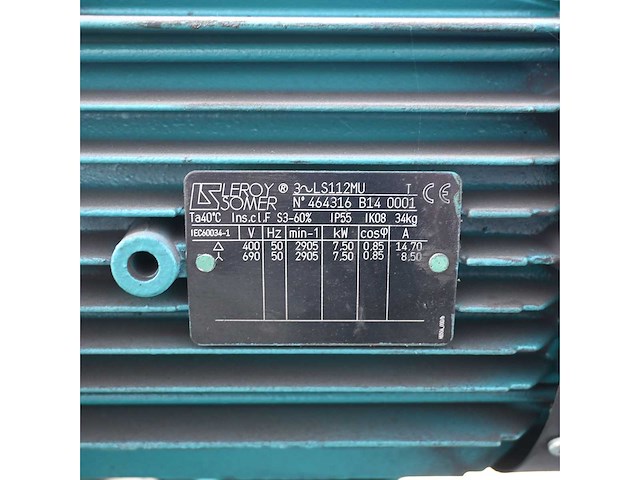 LEROY® 3~LS112MU T CE
SOMER N° 464316 B14 0001
Ta40°C Ins.cl.F S3-60% IP55 IK08 34kg
IEC60034-1 V Hz min-1 kW cosφ A
△ 400 50 2905 7,50 0,85 14,70
⅄ 690 50 2905 7,50 0,85 8,50